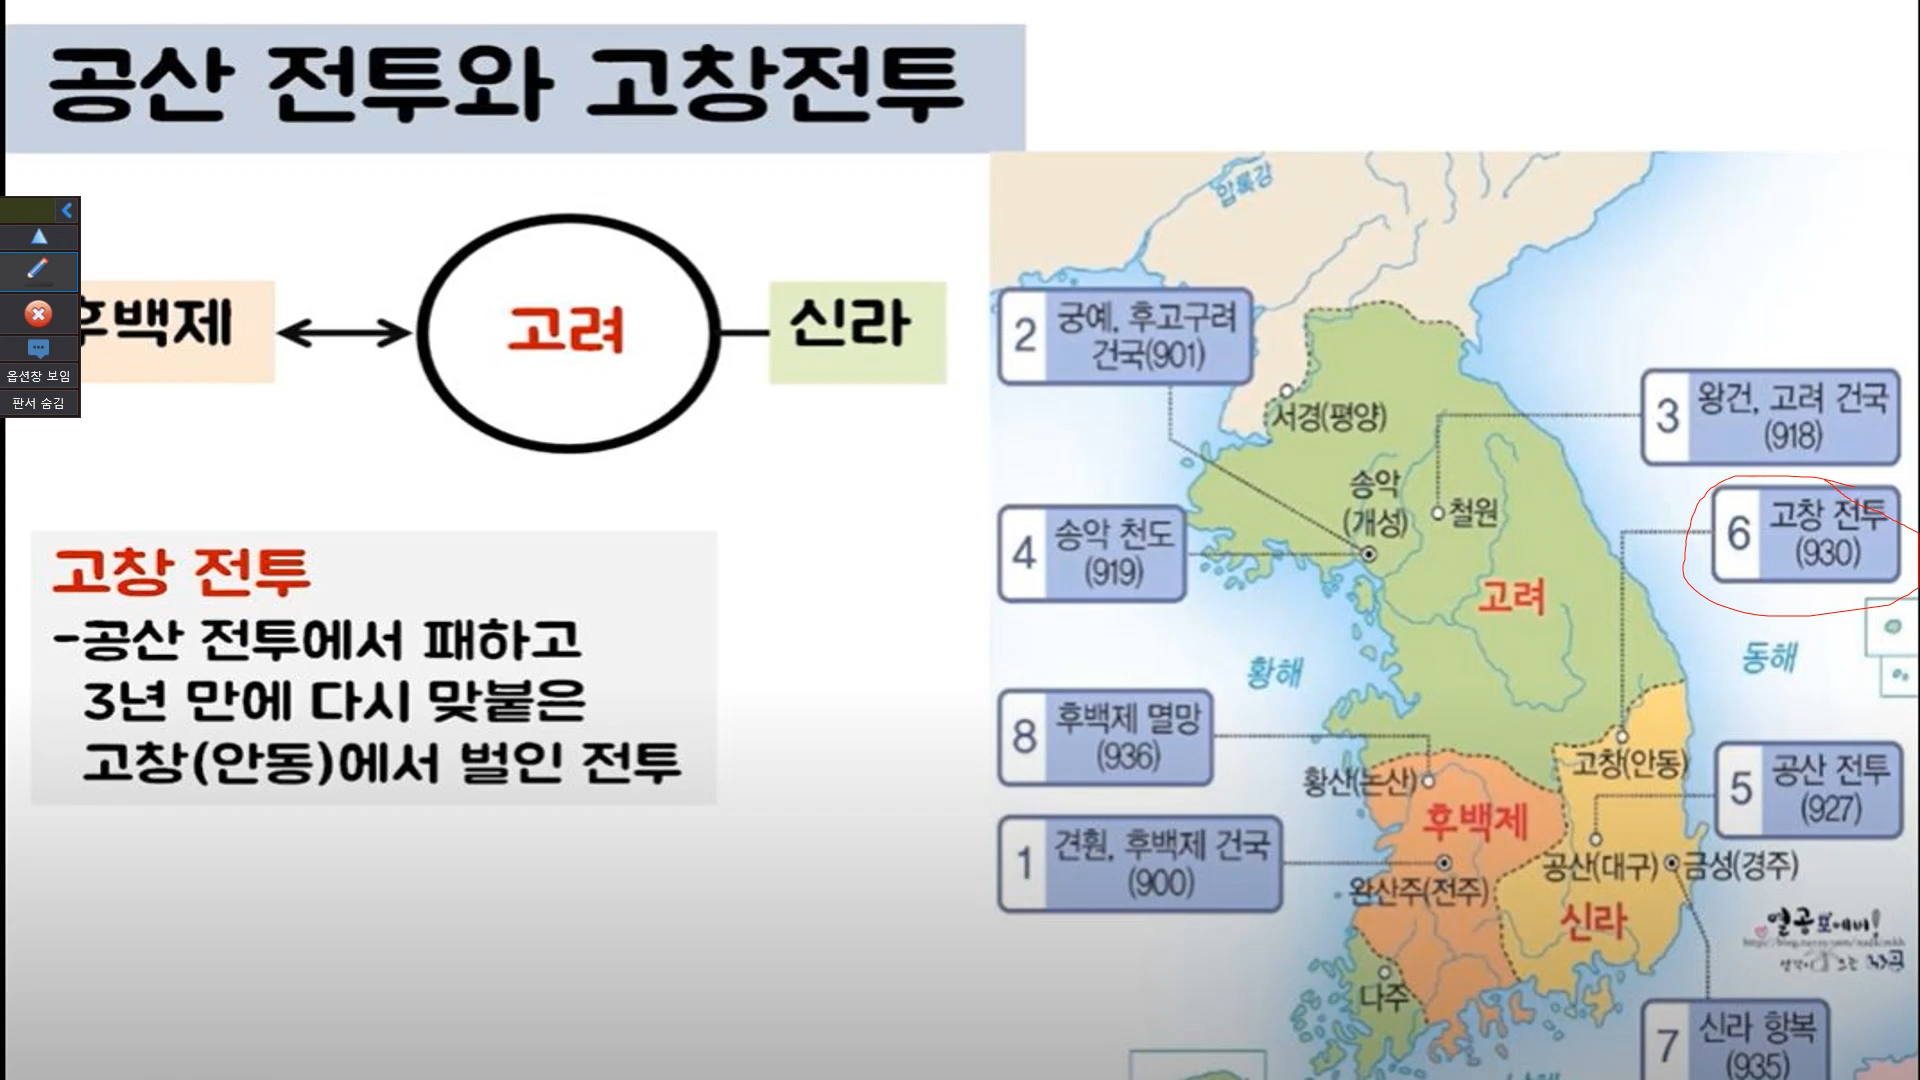 공산 전투와 고창전투
후백제
고려
신라
옵션창 보임
판서 숨김
고창 전투
-공산 전투에서 패하고
3년 만에 다시 맞붙은
고창(안동)에서 벌인 전투
압록강
2 궁예, 후고구려
건국(901)
3 왕건, 고려 건국
(918)
서경(평양)
송악
(개성)
철원
4 송악 천도
(919)
6 고창 전투
(930)
고려
황해
동해
8 후백제 멸망
(936)
고창(안동)
황산(논산)
5 공산 전투
(927)
후백제
1 견훤, 후백제 건국
(900)
공산(대구)
금성(경주)
완산주(전주)
신라
열공
나주
7 신라 항복
(935)